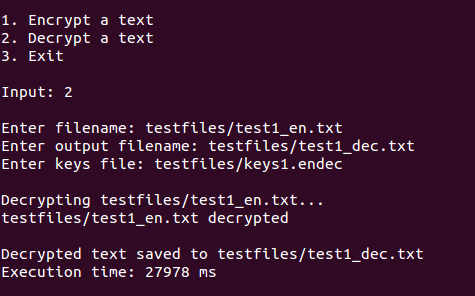 1. Encrypt a text
2. Decrypt a text
3. Exit
Input: 2
Enter filename: testfiles/test1_en.txt
Enter output filename: testfiles/test1_dec.txt
Enter keys file: testfiles/keys1.endec
Decrypting testfiles/test1_en.txt...
testfiles/test1_en.txt decrypted
Decrypted text saved to testfiles/test1_dec.txt
Execution time: 27978 ms